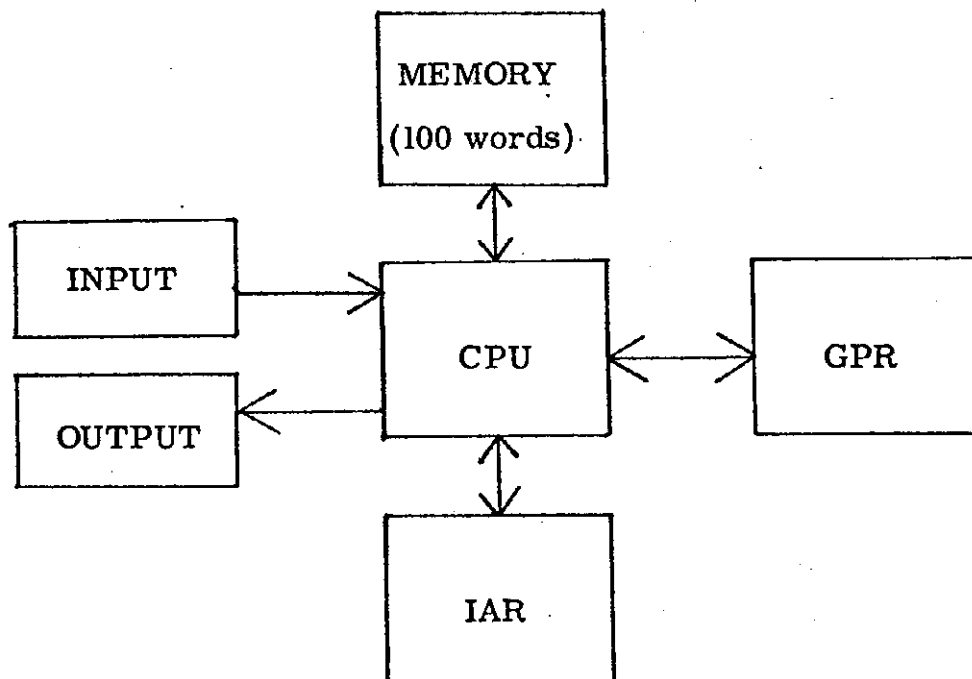 MEMORY
(100 words)
INPUT
CPU
GPR
OUTPUT
IAR